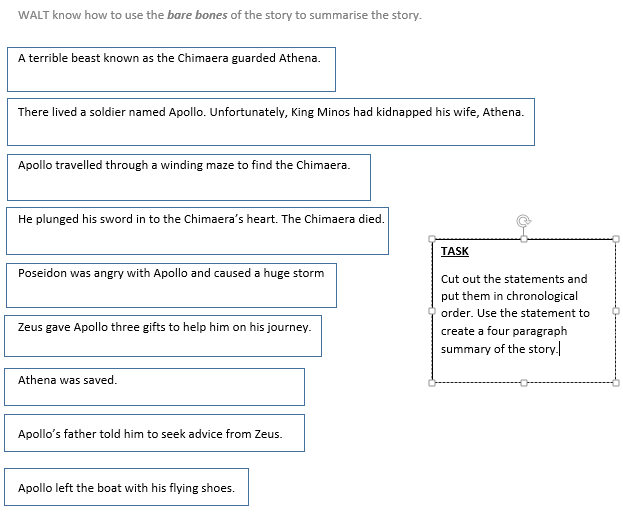 WALT know how to use the bare bones of the story to summarise the story.
A terrible beast known as the Chimaera guarded Athena.
There lived a soldier named Apollo. Unfortunately, King Minos had kidnapped his wife, Athena.
Apollo travelled through a winding maze to find the Chimaera.
He plunged his sword in to the Chimaera's heart. The Chimaera died.
Poseidon was angry with Apollo and caused a huge storm
Zeus gave Apollo three gifts to help him on his journey.
Athena was saved.
Apollo's father told him to seek advice from Zeus.
Apollo left the boat with his flying shoes.
TASK
Cut out the statements and
put them in chronological
order. Use the statement to
create a four paragraph
summary of the story.